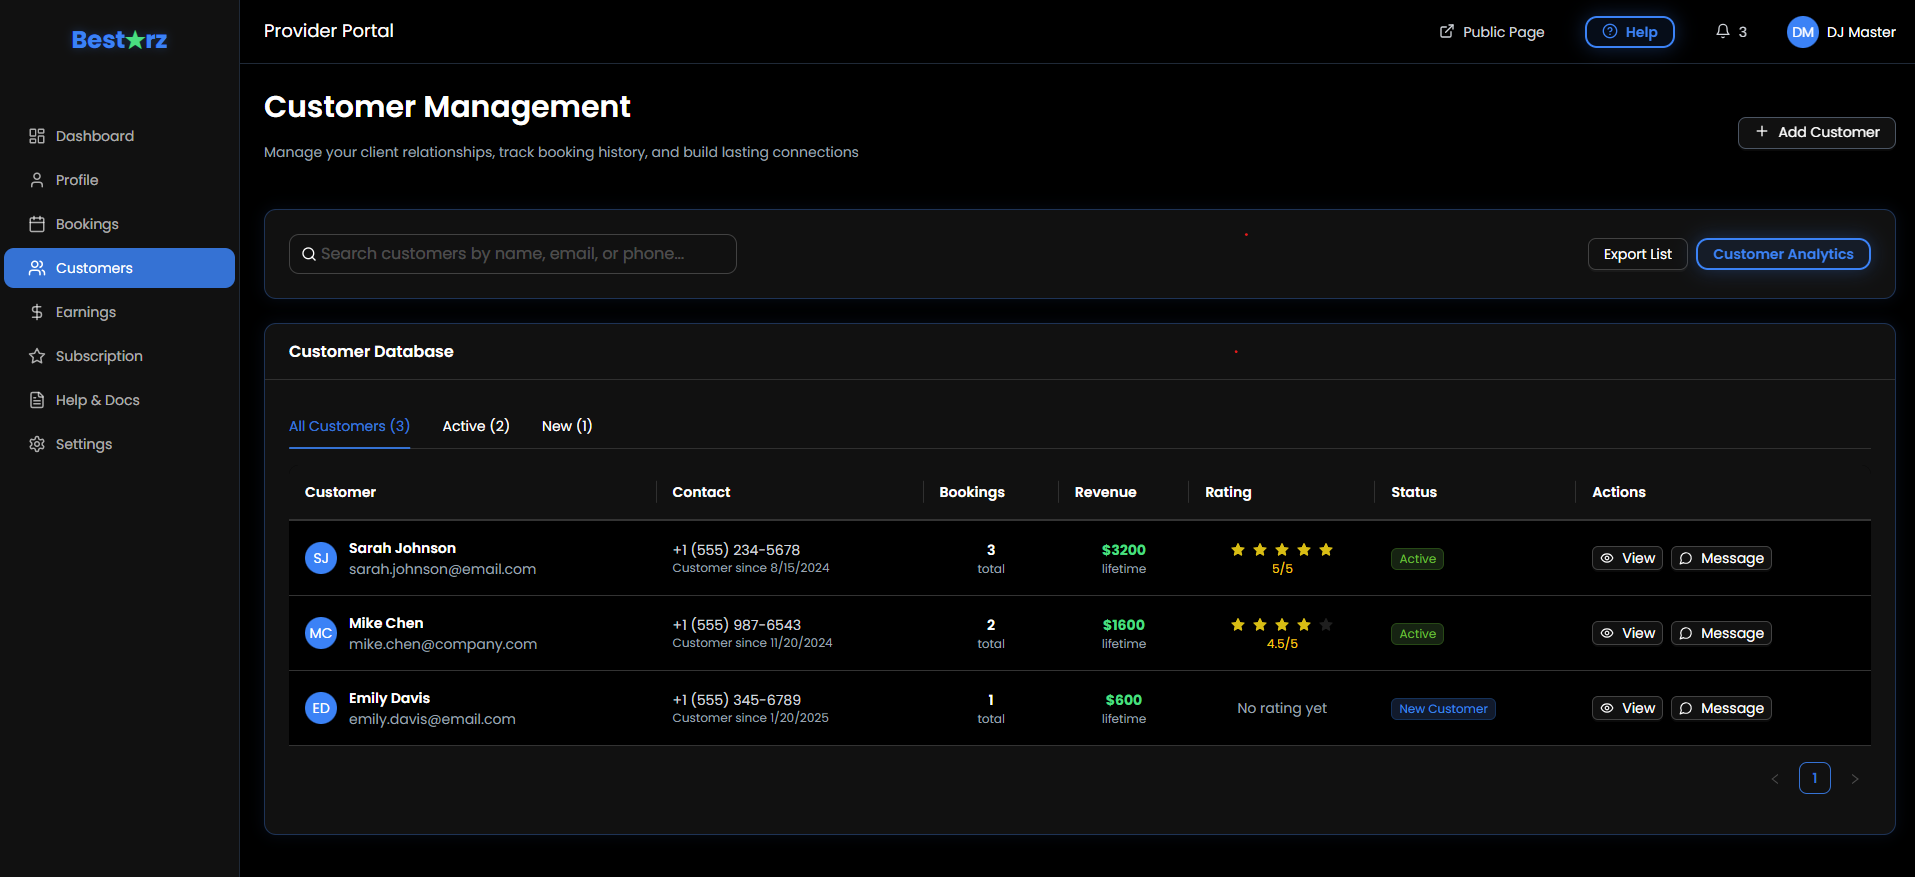 Best★rz
Provider Portal
Public Page
Help
3
DM
DJ Master
Dashboard
Profile
Bookings
Customers
Earnings
Subscription
Help & Docs
Settings
Customer Management
Manage your client relationships, track booking history, and build lasting connections
+ Add Customer
Search customers by name, email, or phone...
Export List
Customer Analytics
Customer Database
All Customers (3) Active (2) New (1)
Customer Contact Bookings Revenue Rating Status Actions
SJ
Sarah Johnson
sarah.johnson@email.com
+1 (555) 234-5678
Customer since 8/15/2024
3
total
$3200
lifetime
5/5
Active
View
Message
MC
Mike Chen
mike.chen@company.com
+1 (555) 987-6543
Customer since 11/20/2024
2
total
$1600
lifetime
4.5/5
Active
View
Message
ED
Emily Davis
emily.davis@email.com
+1 (555) 345-6789
Customer since 1/20/2025
1
total
$600
lifetime
No rating yet
New Customer
View
Message
< 1 >